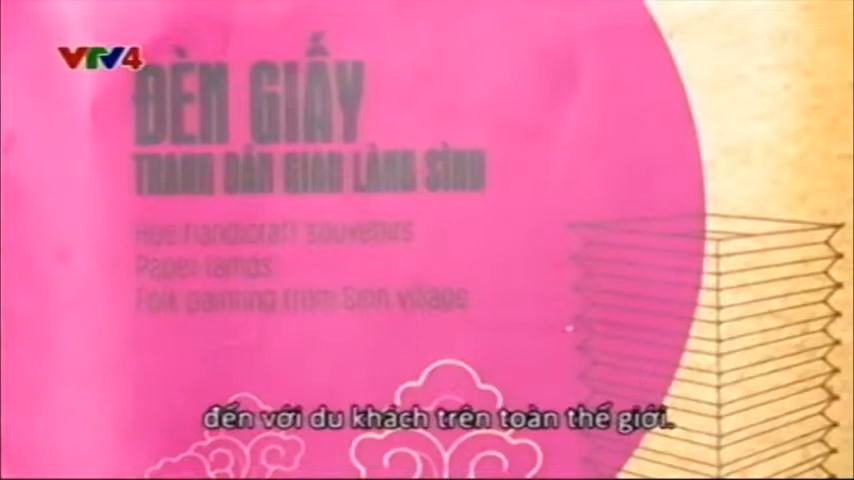 VTV4
ĐÈN GIẤY
TRANH DÂN GIAN LÀNG SÌNH
Hue handicraft souvenirs
Paper lamps
Folk painting from Sinh village
đến với du khách trên toàn thế giới.